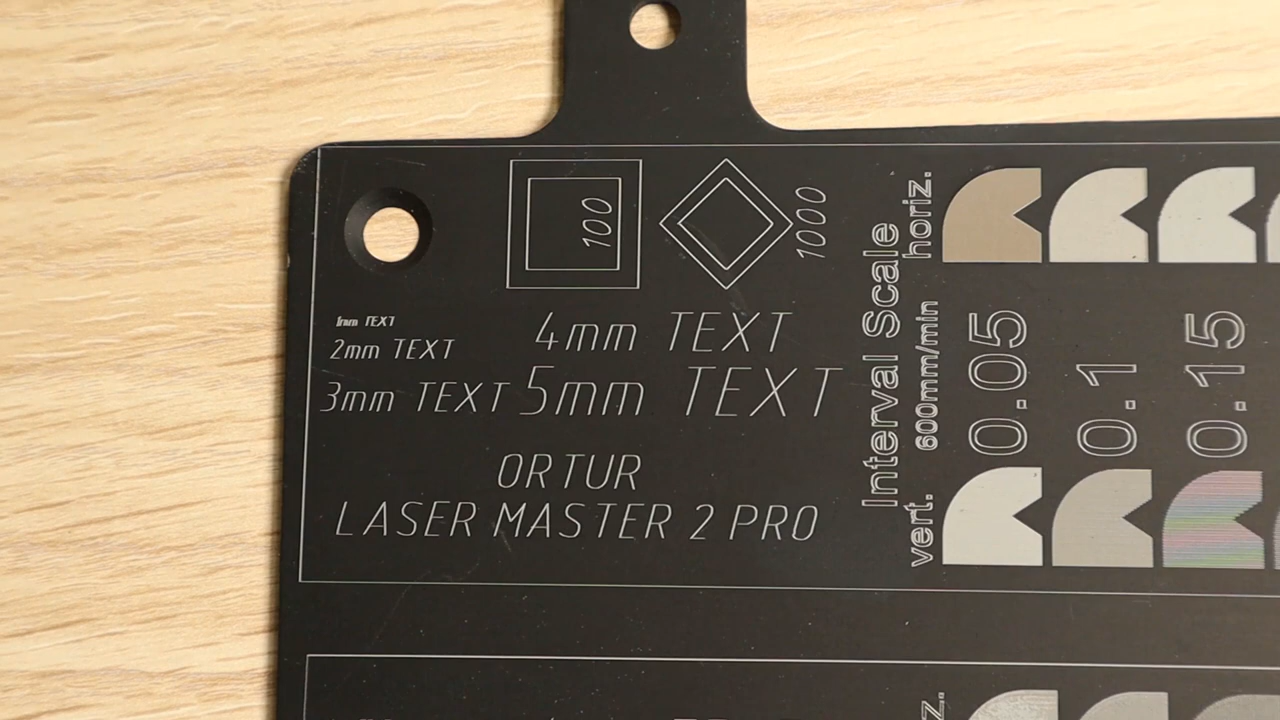 100
1000
1mm TEXT
2mm TEXT
3mm TEXT
4mm TEXT
5mm TEXT
ORTUR
LASER MASTER 2 PRO
Interval Scale
vert. 600mm/min horiz.
0.05
0.1
0.15
z.